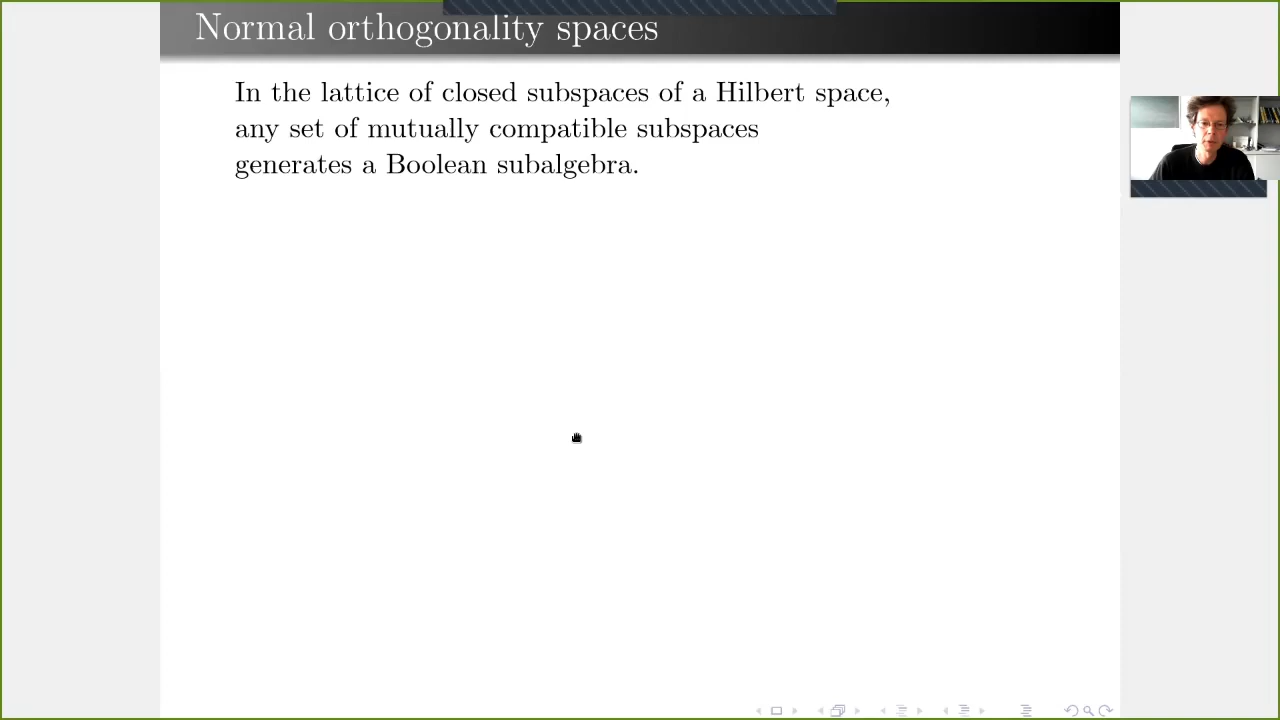 Normal orthogonality spaces
In the lattice of closed subspaces of a Hilbert space,
any set of mutually compatible subspaces
generates a Boolean subalgebra.